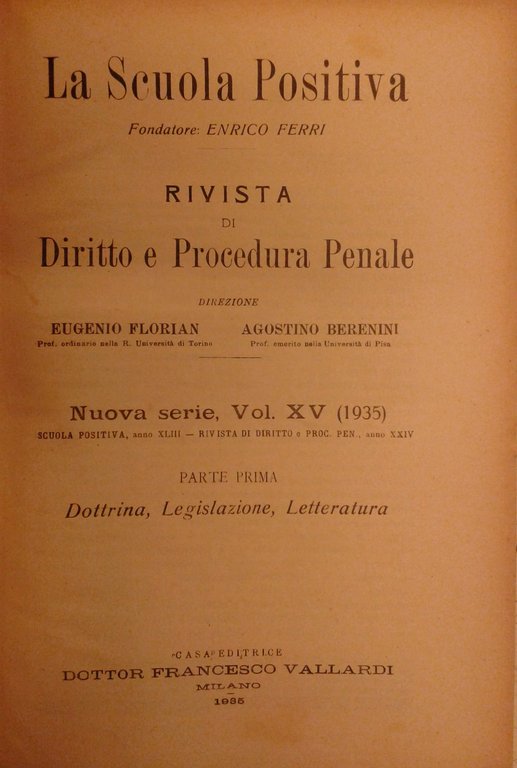 La Scuola Positiva
Fondatore: ENRICO FERRI
RIVISTA
DI
Diritto e Procedura Penale
DIREZIONE
EUGENIO FLORIAN AGOSTINO BERENINI
Prof. ordinario nella R. Università di Torino Prof. emerito nella Università di Pisa
Nuova serie, Vol. XV (1935)
SCUOLA POSITIVA, anno XLIII — RIVISTA DI DIRITTO e PROC. PEN., anno XXIV
PARTE PRIMA
Dottrina, Legislazione, Letteratura
CASA EDITRICE
DOTTOR FRANCESCO VALLARDI
MILANO
1935